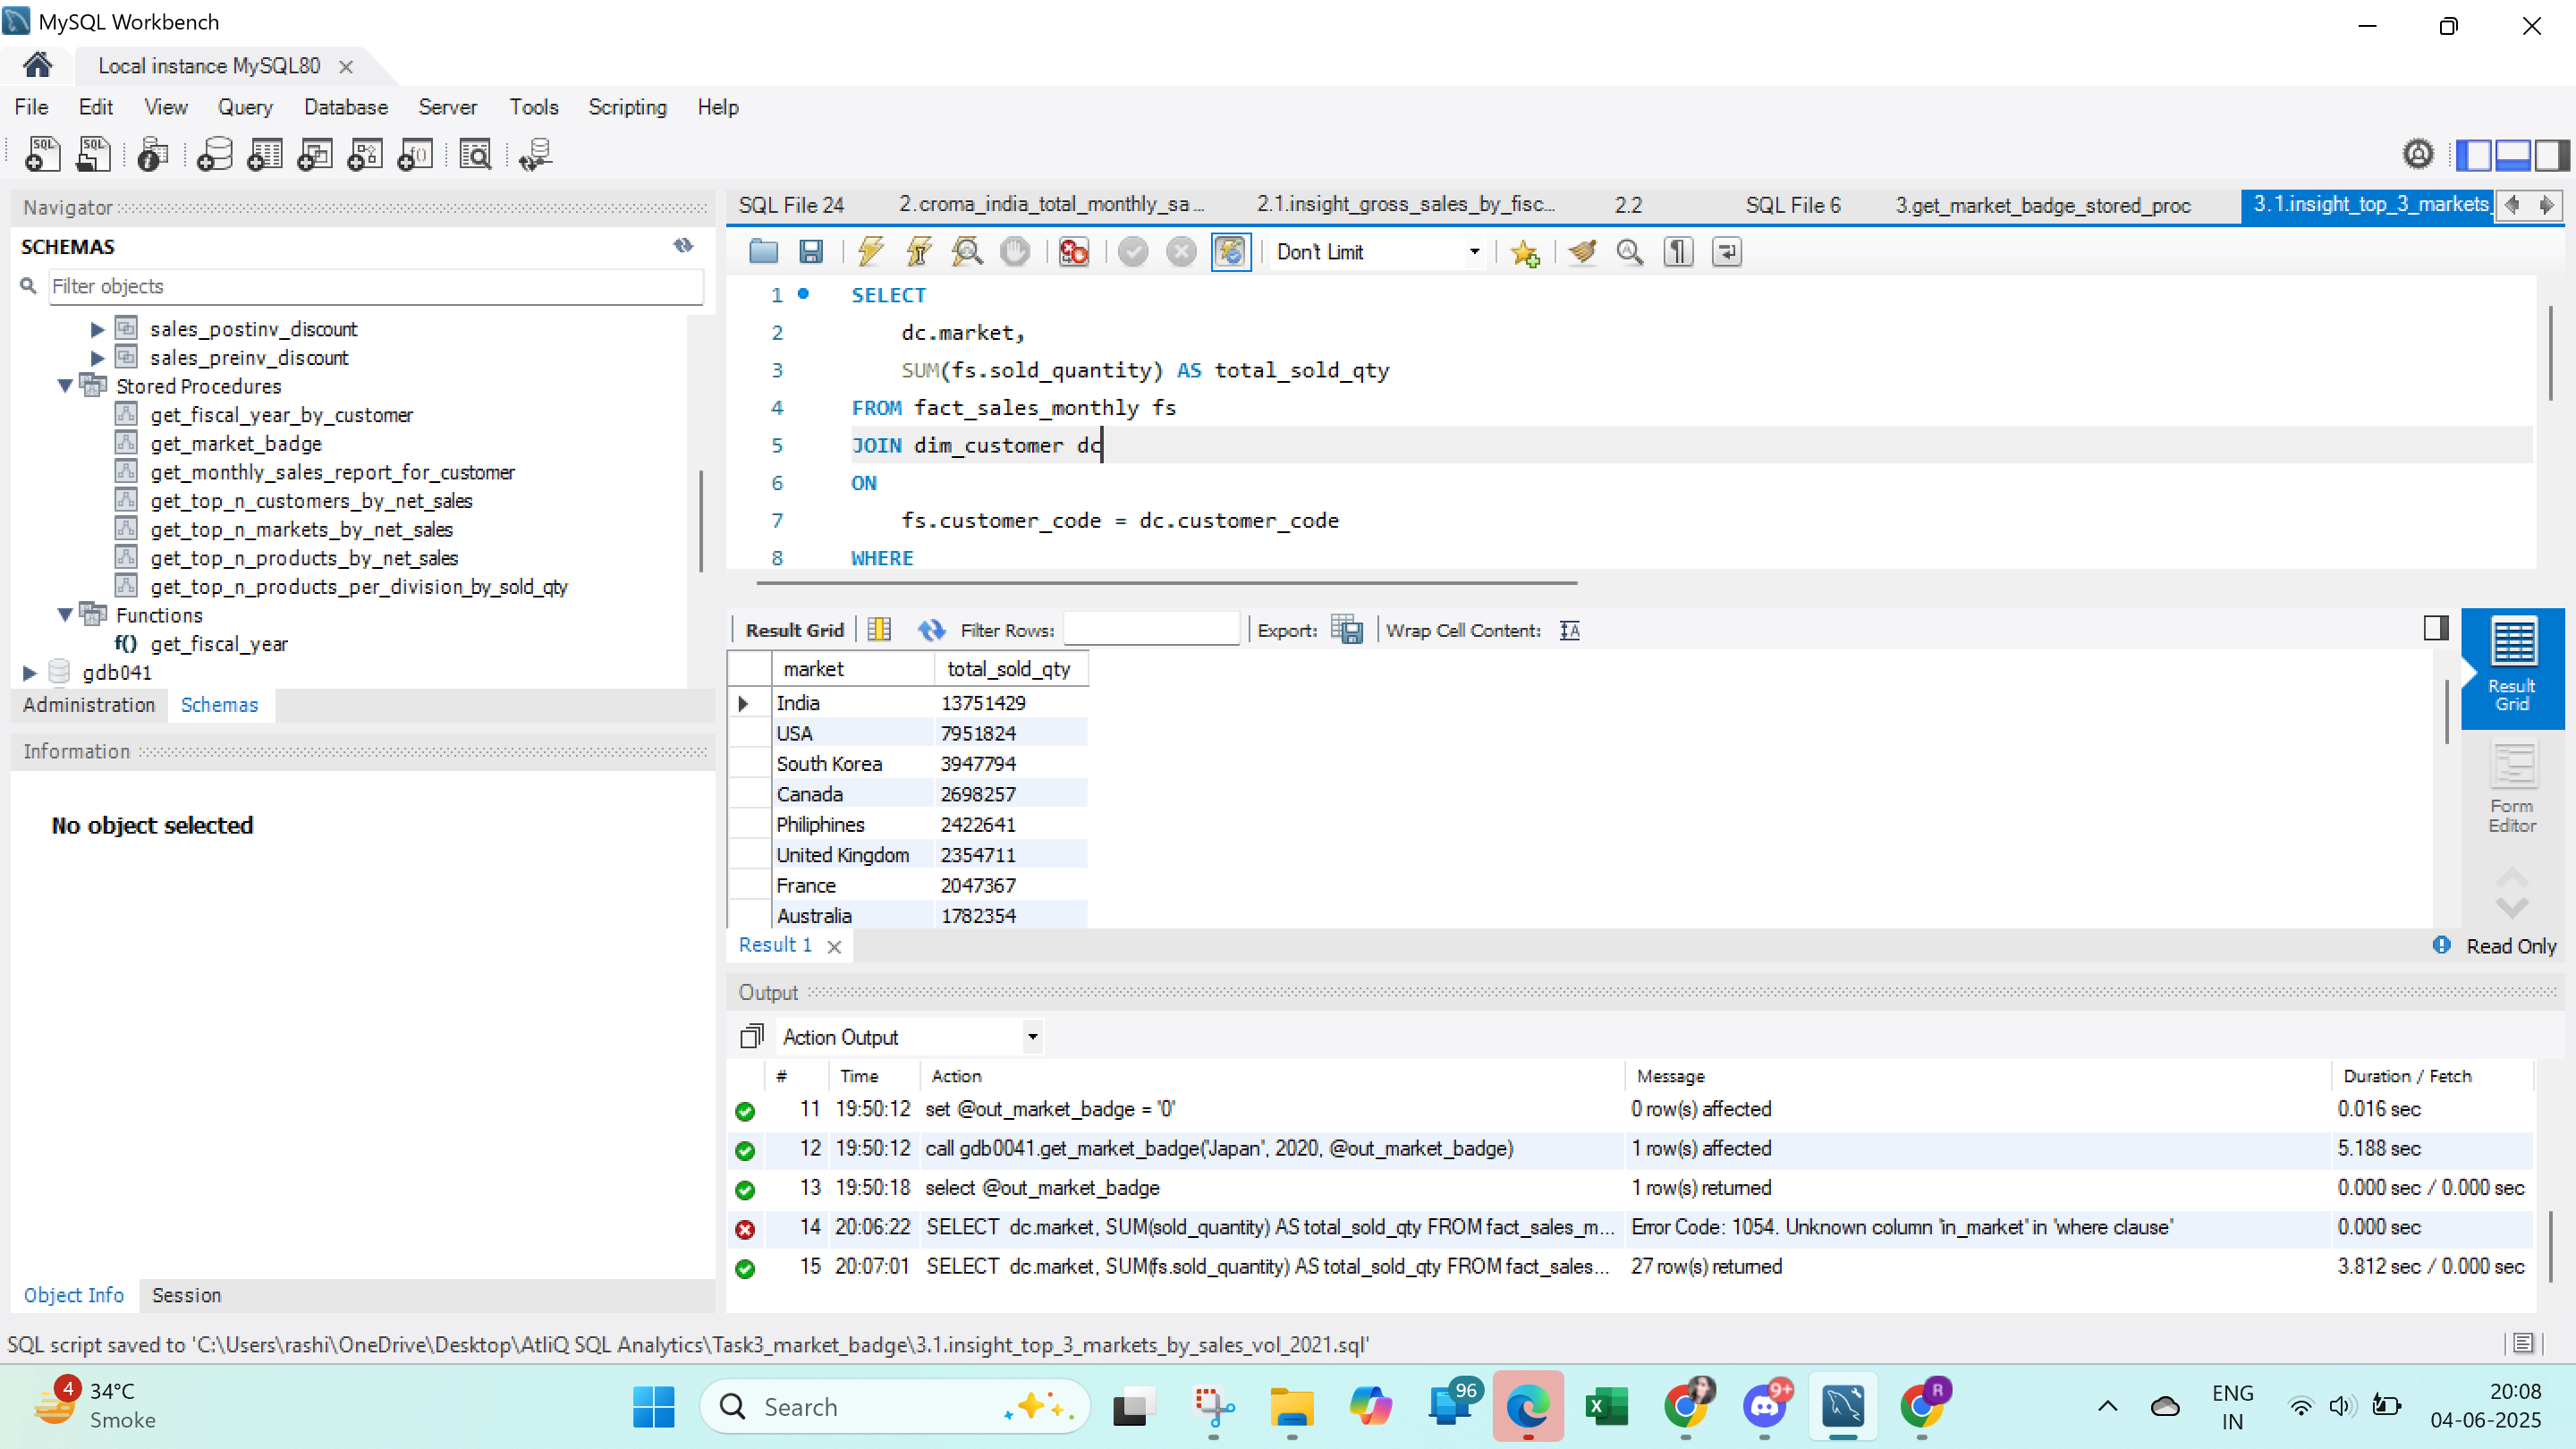 MySQL Workbench
Local instance MySQL80
File Edit View Query Database Server Tools Scripting Help
Navigator
SCHEMAS
Filter objects
sales_postinv_discount
sales_preinv_discount
Stored Procedures
get_fiscal_year_by_customer
get_market_badge
get_monthly_sales_report_for_customer
get_top_n_customers_by_net_sales
get_top_n_markets_by_net_sales
get_top_n_products_by_net_sales
get_top_n_products_per_division_by_sold_qty
Functions
f() get_fiscal_year
gdb041
Administration Schemas
Information
No object selected
Object Info Session
SQL File 24 2.croma_india_total_monthly_sa... 2.1.insight_gross_sales_by_fisc... 2.2 SQL File 6 3.get_market_badge_stored_proc 3.1.insight_top_3_markets_
Don't Limit
1 SELECT
2 dc.market,
3 SUM(fs.sold_quantity) AS total_sold_qty
4 FROM fact_sales_monthly fs
5 JOIN dim_customer dc
6 ON
7 fs.customer_code = dc.customer_code
8 WHERE
Result Grid Filter Rows: Export: Wrap Cell Content:
market total_sold_qty
India 13751429
USA 7951824
South Korea 3947794
Canada 2698257
Philiphines 2422641
United Kingdom 2354711
France 2047367
Australia 1782354
Result Grid
Form Editor
Result 1
Read Only
Output
Action Output
# Time Action Message Duration / Fetch
11 19:50:12 set @out_market_badge = '0' 0 row(s) affected 0.016 sec
12 19:50:12 call gdb0041.get_market_badge('Japan', 2020, @out_market_badge) 1 row(s) affected 5.188 sec
13 19:50:18 select @out_market_badge 1 row(s) returned 0.000 sec / 0.000 sec
14 20:06:22 SELECT dc.market, SUM(sold_quantity) AS total_sold_qty FROM fact_sales_m... Error Code: 1054. Unknown column 'in_market' in 'where clause' 0.000 sec
15 20:07:01 SELECT dc.market, SUM(fs.sold_quantity) AS total_sold_qty FROM fact_sales... 27 row(s) returned 3.812 sec / 0.000 sec
SQL script saved to 'C:\Users\rashi\OneDrive\Desktop\AtliQ SQL Analytics\Task3_market_badge\3.1.insight_top_3_markets_by_sales_vol_2021.sql'
4
34°C
Smoke
Search
96
9+
R
ENG
IN
20:08
04-06-2025